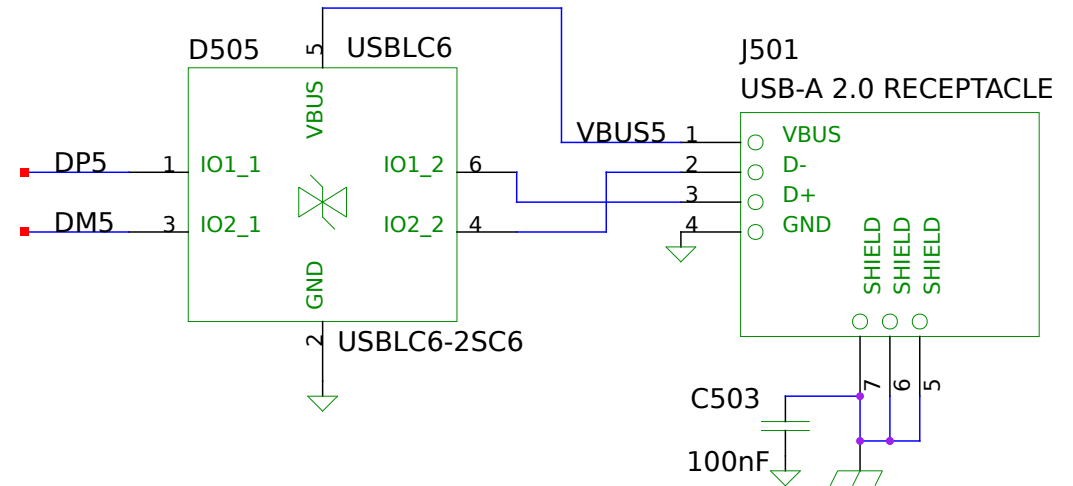 D505
USBLC6
5
VBUS
DP5
1
IO1_1
IO1_2
6
DM5
3
IO2_1
IO2_2
4
GND
2
USBLC6-2SC6
J501
USB-A 2.0 RECEPTACLE
VBUS5
1
VBUS
2
D-
3
D+
4
GND
SHIELD
SHIELD
SHIELD
7
6
5
C503
100nF